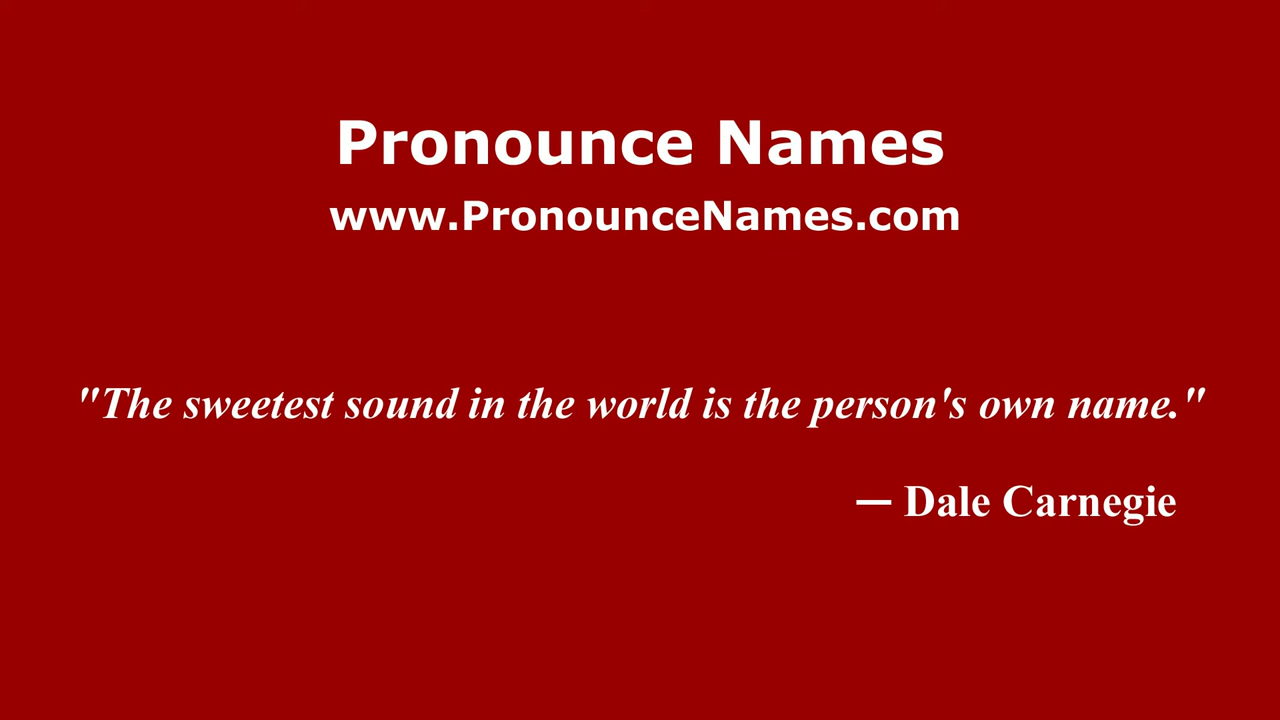 Pronounce Names
www.PronounceNames.com
"The sweetest sound in the world is the person's own name."
— Dale Carnegie